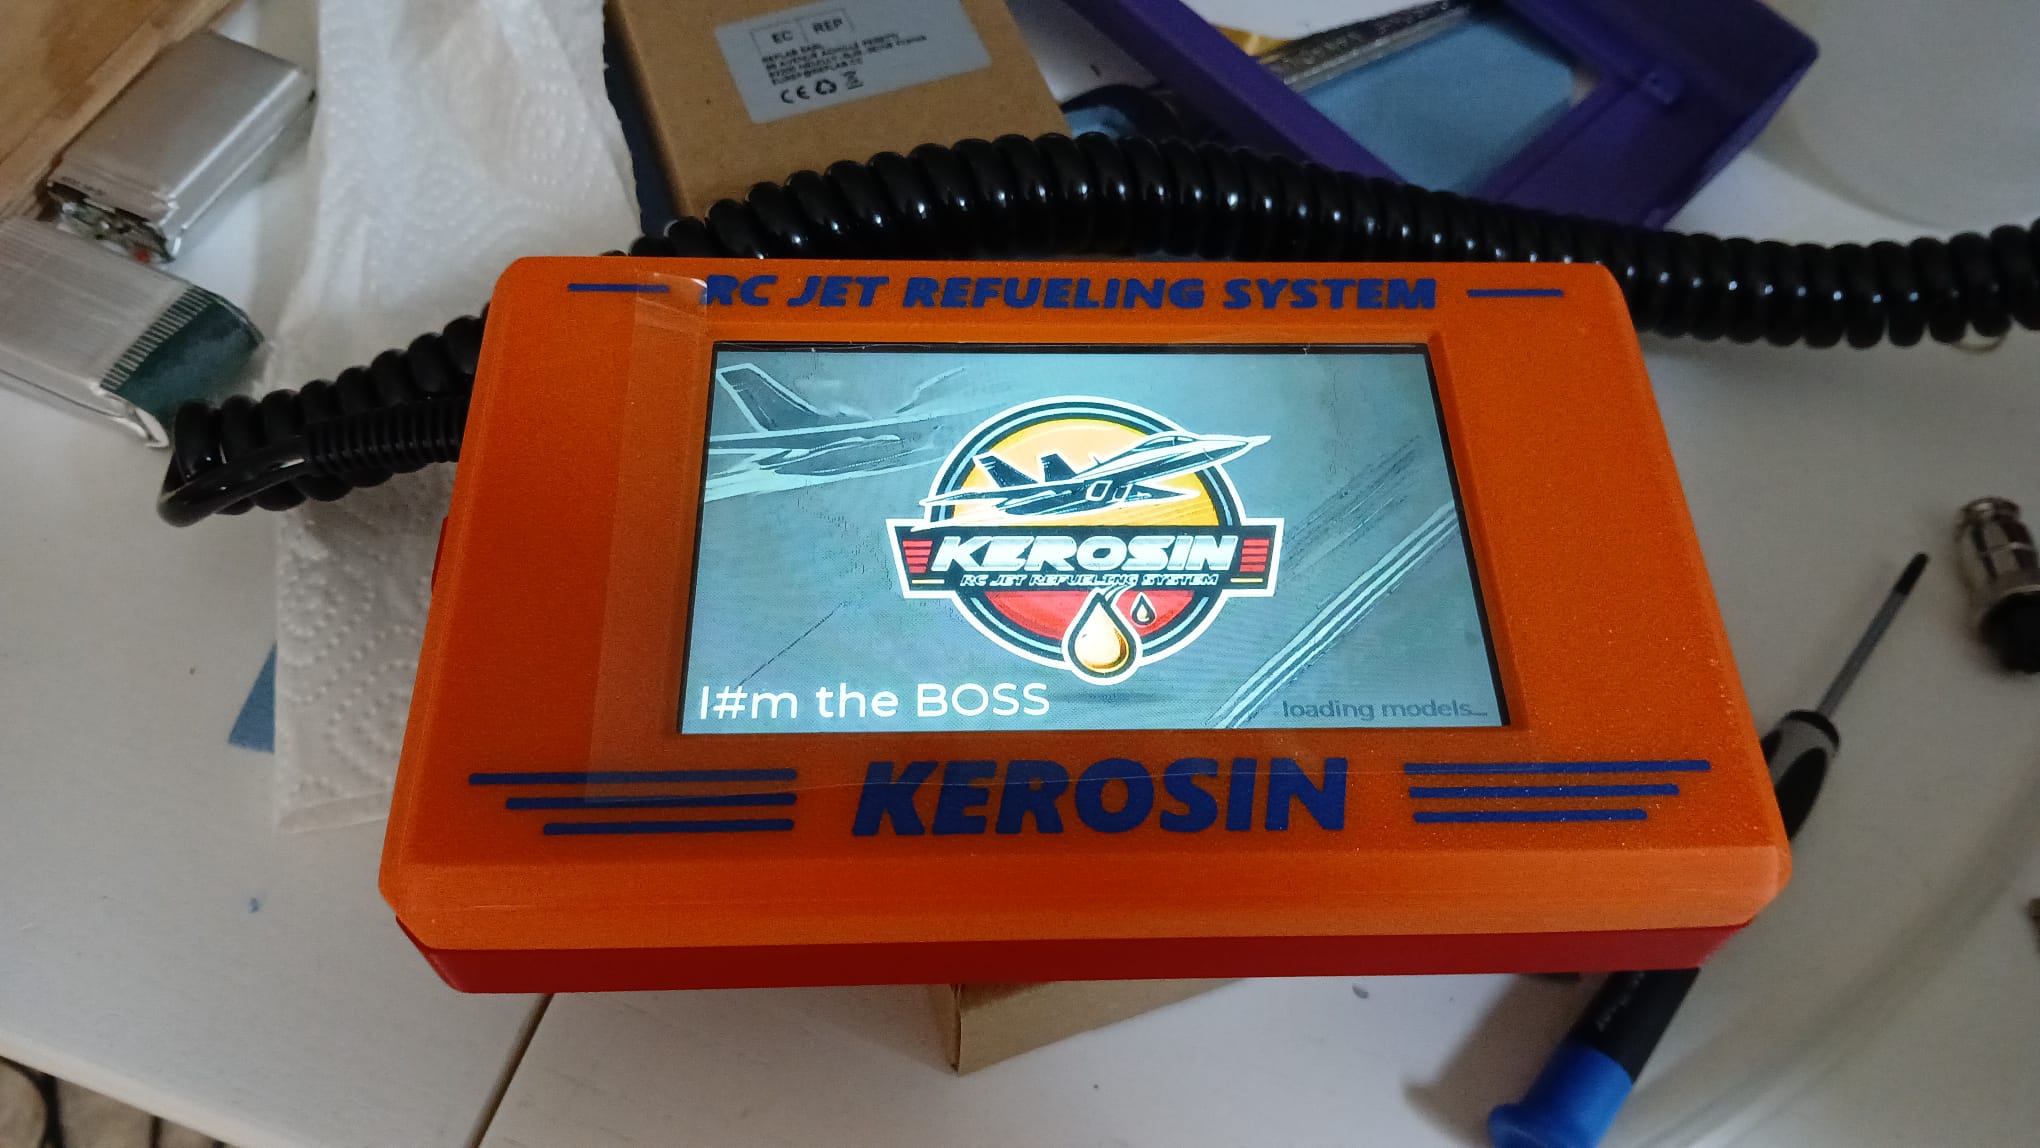 EC REP
RC JET REFUELING SYSTEM
KEROSIN
RC JET REFUELING SYSTEM
I#m the BOSS
loading models...
KEROSIN